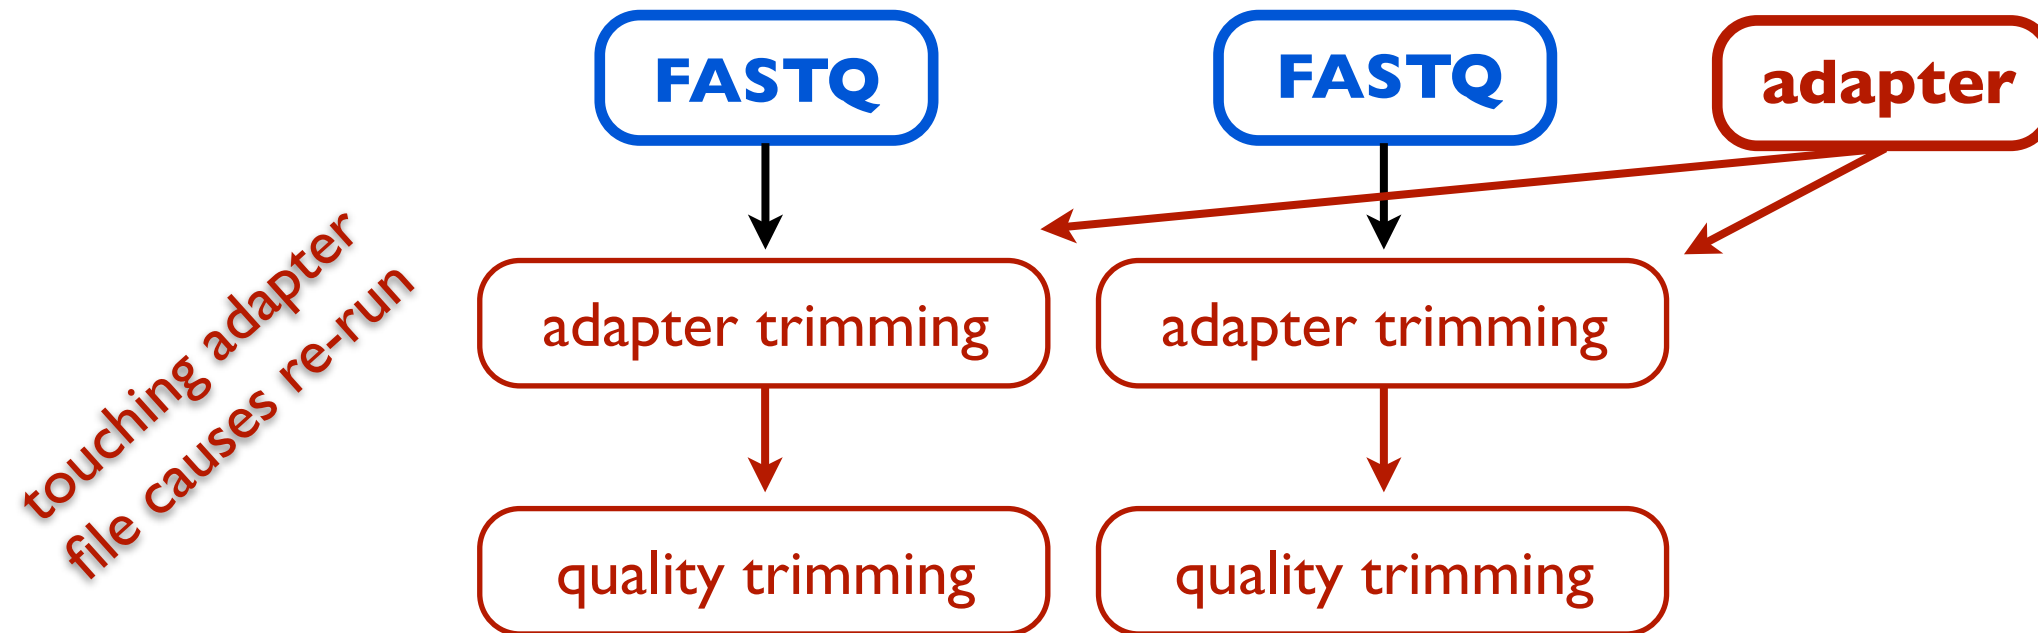 FASTQ
FASTQ
adapter
touching adapter
file causes re-run
adapter trimming
adapter trimming
quality trimming
quality trimming